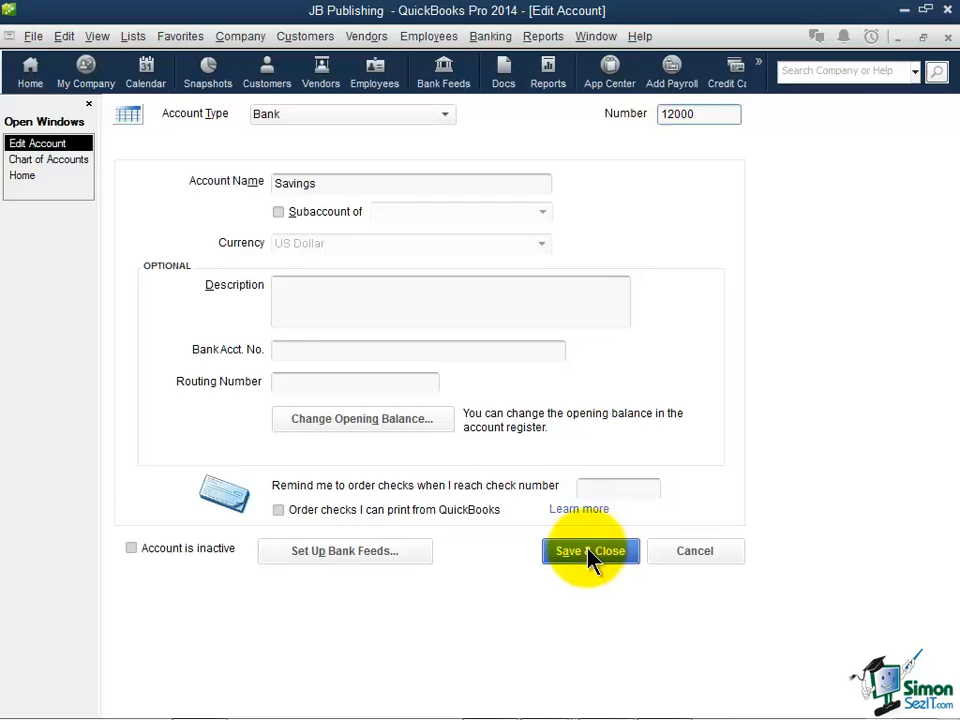 JB Publishing - QuickBooks Pro 2014 - [Edit Account]
File Edit View Lists Favorites Company Customers Vendors Employees Banking Reports Window Help
Home My Company Calendar Snapshots Customers Vendors Employees Bank Feeds Docs Reports App Center Add Payroll Credit Ca » Search Company or Help
31
Open Windows
Edit Account
Chart of Accounts
Home
Account Type Bank Number 12000
Account Name Savings
Subaccount of
Currency US Dollar
OPTIONAL
Description
Bank Acct. No.
Routing Number
Change Opening Balance... You can change the opening balance in the
account register.
Remind me to order checks when I reach check number
Order checks I can print from QuickBooks Learn more
Account is inactive Set Up Bank Feeds... Save & Close Cancel
Simon
SezIT.com